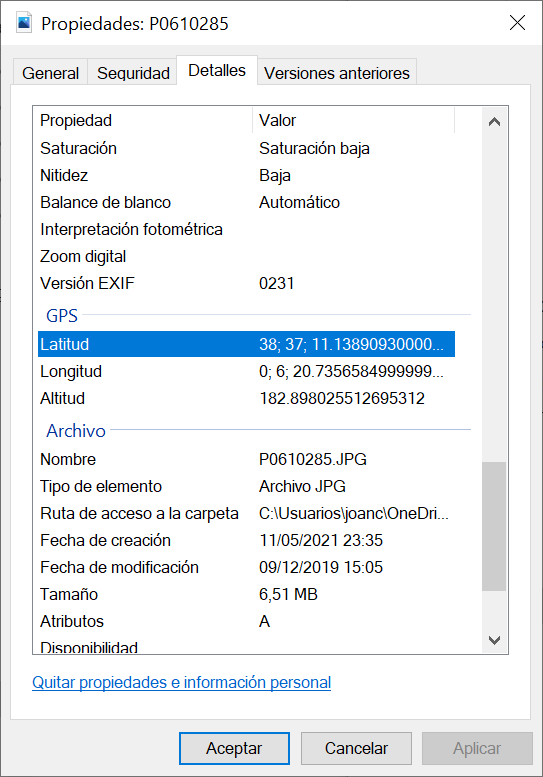 Propiedades: P0610285
General Seguridad Detalles Versiones anteriores
Propiedad Valor
Saturación Saturación baja
Nitidez Baja
Balance de blanco Automático
Interpretación fotométrica
Zoom digital
Versión EXIF 0231
GPS
Latitud 38; 37; 11.13890930000...
Longitud 0; 6; 20.7356584999999...
Altitud 182.898025512695312
Archivo
Nombre P0610285.JPG
Tipo de elemento Archivo JPG
Ruta de acceso a la carpeta C:\Usuarios\joanc\OneDri...
Fecha de creación 11/05/2021 23:35
Fecha de modificación 09/12/2019 15:05
Tamaño 6,51 MB
Atributos A
Disponibilidad
Quitar propiedades e información personal
Aceptar Cancelar Aplicar